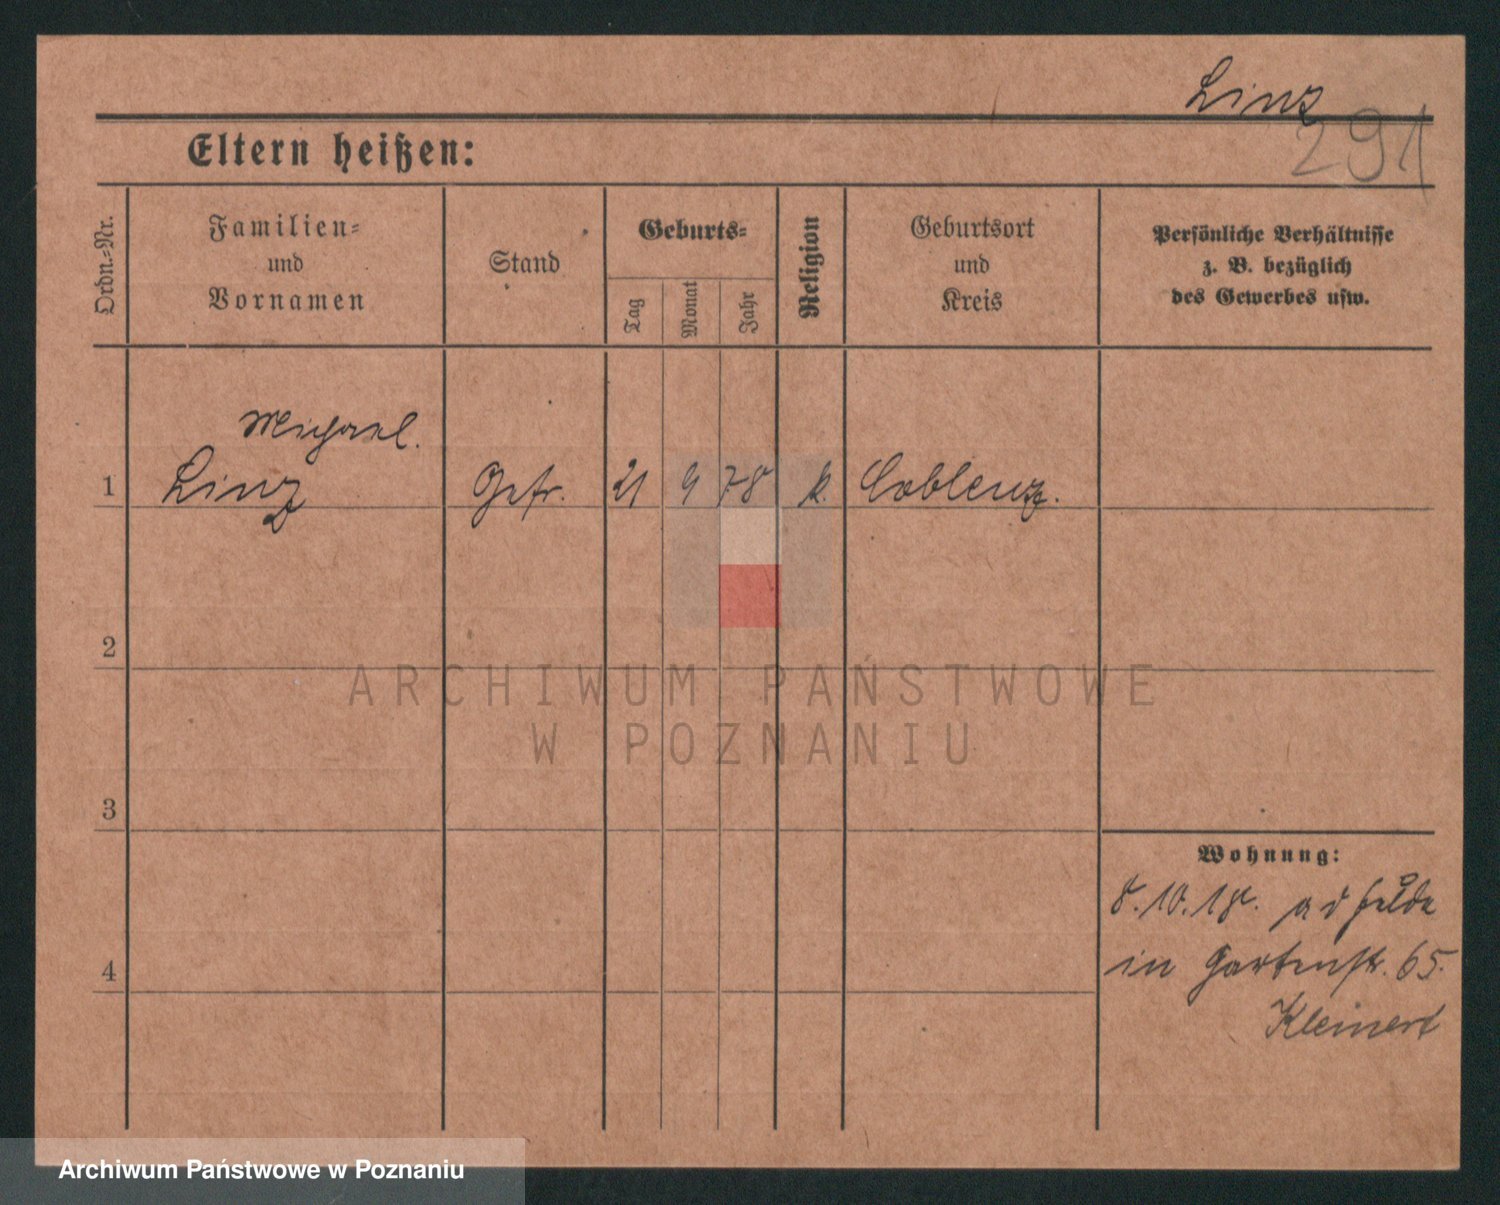 Linz
291
Eltern heißen:
Ordn.-Nr.
Familien-
und
Vornamen
Stand
Geburts-
Tag
Monat
Jahr
Religion
Geburtsort
und
Kreis
Persönliche Verhältnisse
z. B. bezüglich
des Gewerbes usw.
Michael.
1 Linz Gefr. 21 9 78 k. Coblenz.
2
3
4
Wohnung:
8.10.18.
in Gartenstr. 65.
Kleinert
ARCHIWUM PAŃSTWOWE
W POZNANIU
Archiwum Państwowe w Poznaniu